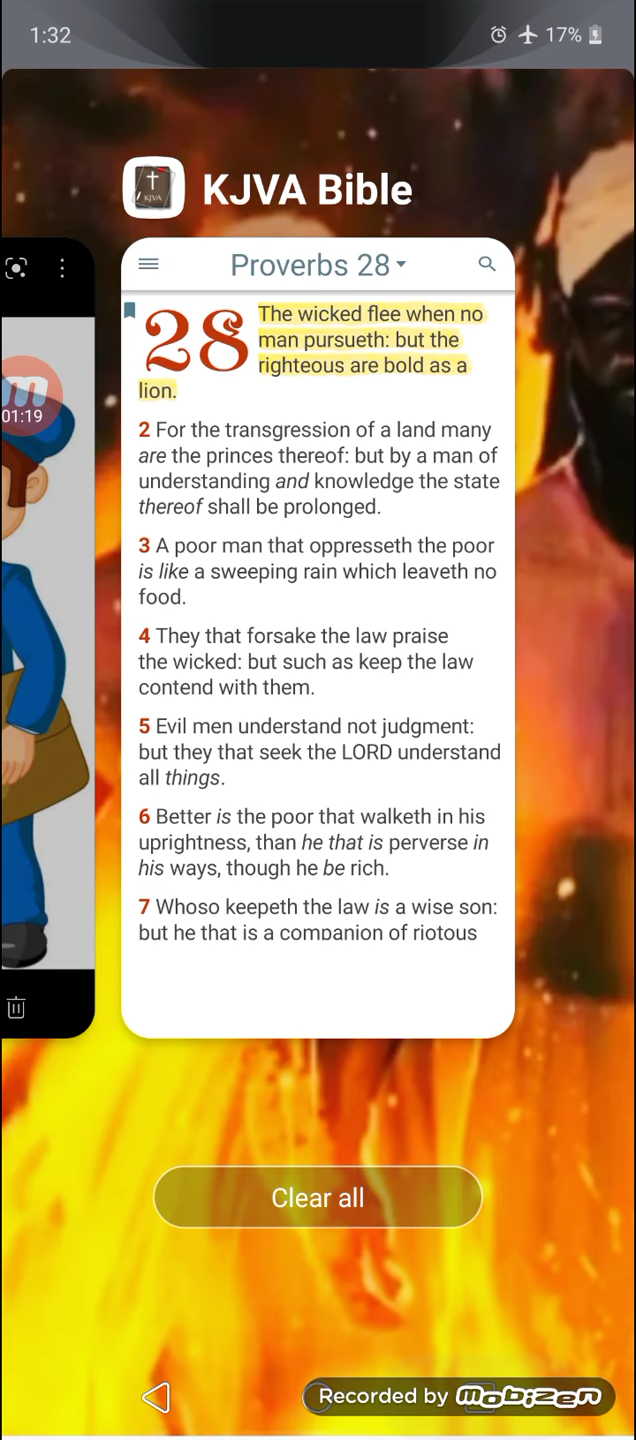 1:32
17%
KJVA
KJVA Bible
Proverbs 28
01:19
28 The wicked flee when no
man pursueth: but the
righteous are bold as a
lion.
2 For the transgression of a land many
are the princes thereof: but by a man of
understanding and knowledge the state
thereof shall be prolonged.
3 A poor man that oppresseth the poor
is like a sweeping rain which leaveth no
food.
4 They that forsake the law praise
the wicked: but such as keep the law
contend with them.
5 Evil men understand not judgment:
but they that seek the LORD understand
all things.
6 Better is the poor that walketh in his
uprightness, than he that is perverse in
his ways, though he be rich.
7 Whoso keepeth the law is a wise son:
but he that is a companion of riotous
Clear all
Recorded by mobizen